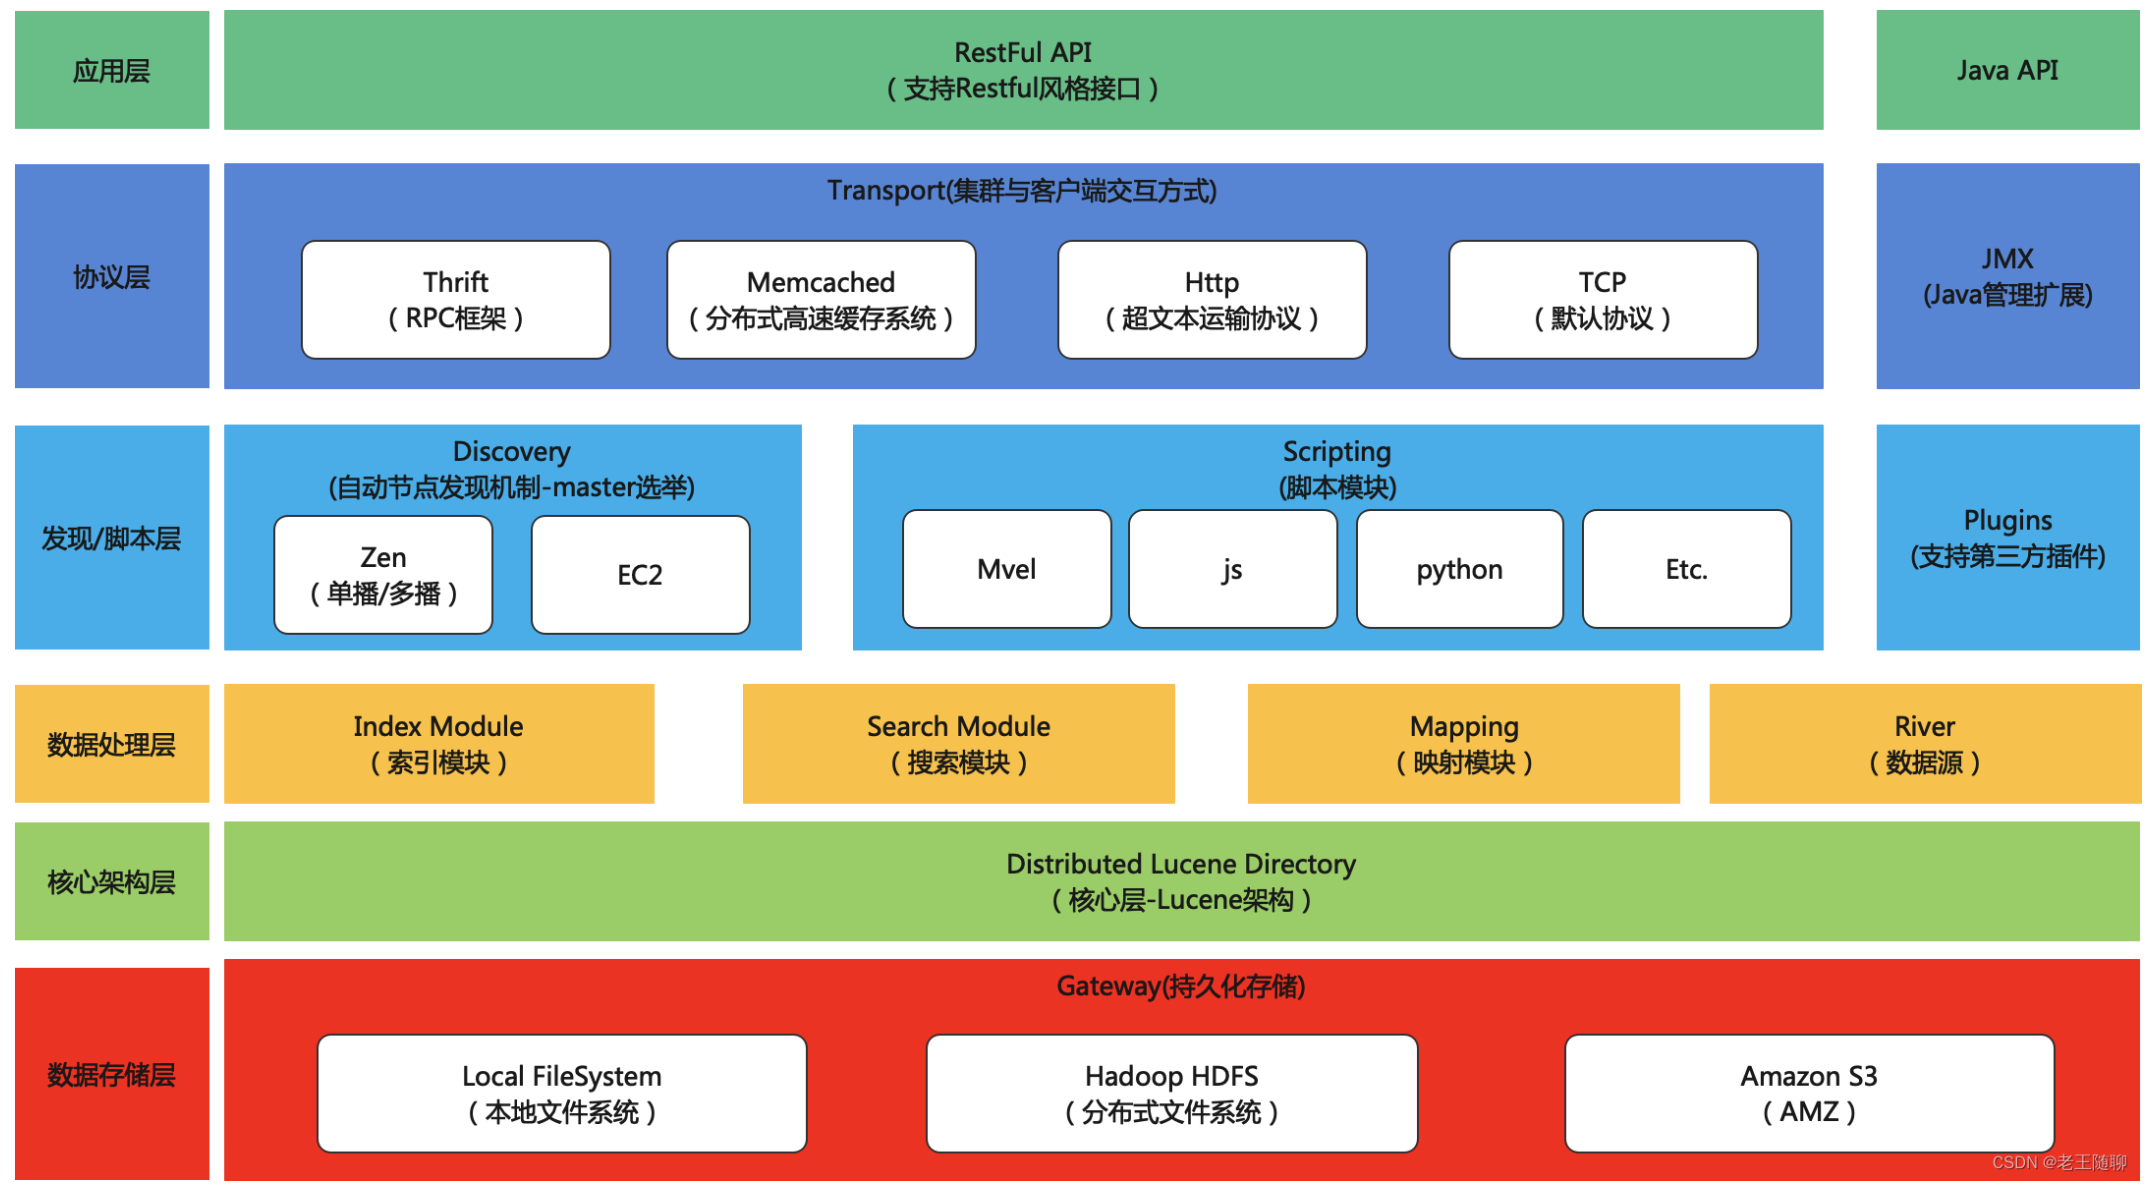 应用层
RestFul API
（支持Restful风格接口）
Java API
协议层
Transport(集群与客户端交互方式)
Thrift
（RPC框架）
Memcached
（分布式高速缓存系统）
Http
（超文本运输协议）
TCP
（默认协议）
JMX
(Java管理扩展)
发现/脚本层
Discovery
(自动节点发现机制-master选举)
Zen
（单播/多播）
EC2
Scripting
(脚本模块)
Mvel
js
python
Etc.
Plugins
(支持第三方插件)
数据处理层
Index Module
（索引模块）
Search Module
（搜索模块）
Mapping
（映射模块）
River
（数据源）
核心架构层
Distributed Lucene Directory
（核心层-Lucene架构）
数据存储层
Gateway(持久化存储)
Local FileSystem
（本地文件系统）
Hadoop HDFS
（分布式文件系统）
Amazon S3
（AMZ）
CSDN @老王随聊